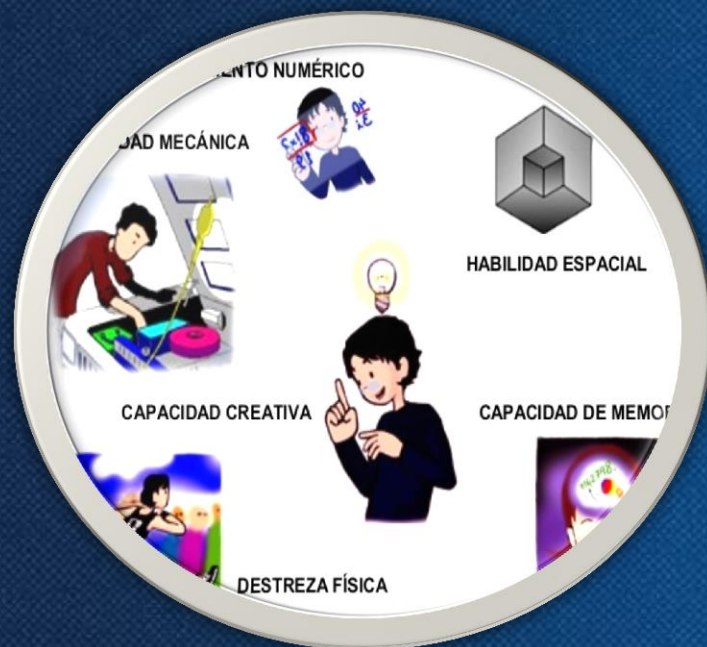 NUMÉRICO
MECÁNICA
HABILIDAD ESPACIAL
CAPACIDAD CREATIVA
CAPACIDAD DE
DESTREZA FÍSICA